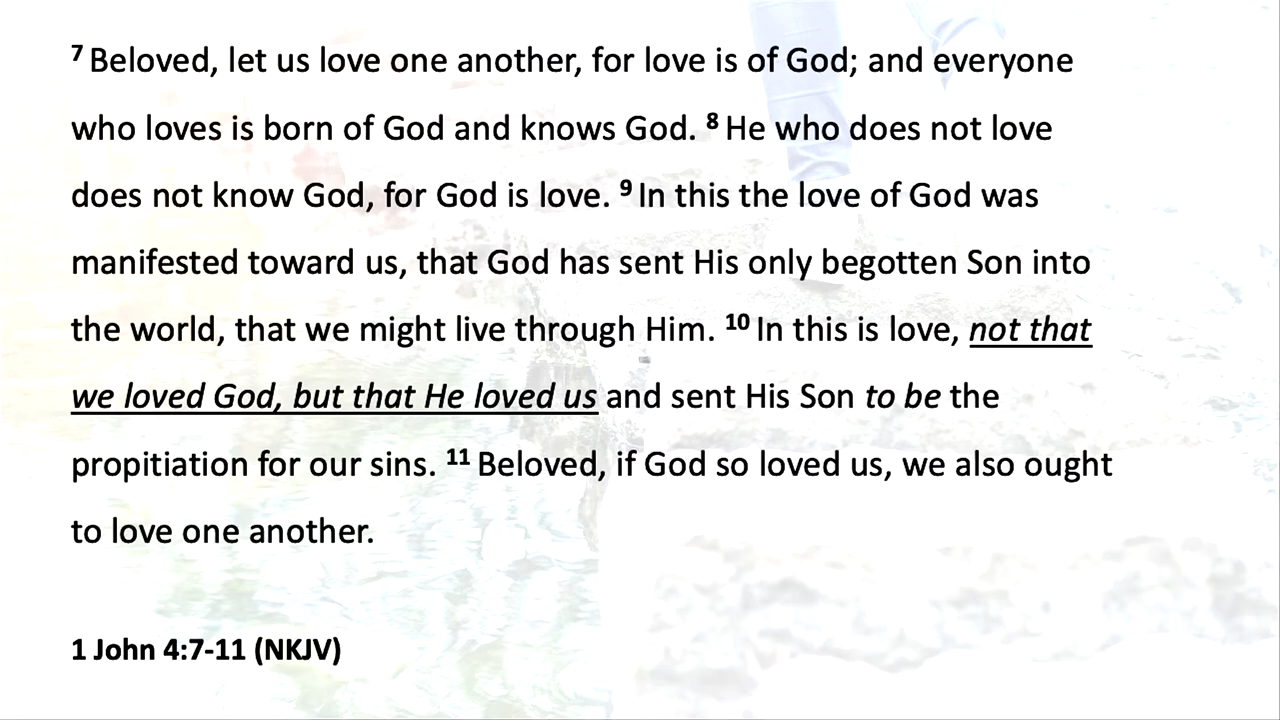 7 Beloved, let us love one another, for love is of God; and everyone
who loves is born of God and knows God. 8 He who does not love
does not know God, for God is love. 9 In this the love of God was
manifested toward us, that God has sent His only begotten Son into
the world, that we might live through Him. 10 In this is love, not that
we loved God, but that He loved us and sent His Son to be the
propitiation for our sins. 11 Beloved, if God so loved us, we also ought
to love one another.
1 John 4:7-11 (NKJV)